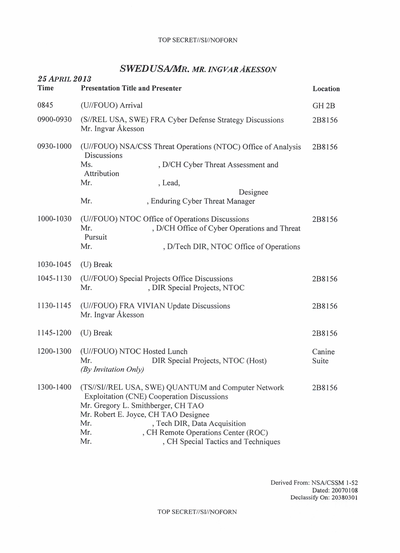 TOP SECRET//SI//NOFORN
SWEDUSA/MR. MR. INGVAR ÅKESSON
25 APRIL 2013
Time Presentation Title and Presenter Location
0845 (U//FOUO) Arrival GH 2B
0900-0930 (S//REL USA, SWE) FRA Cyber Defense Strategy Discussions 2B8156
Mr. Ingvar Åkesson
0930-1000 (U//FOUO) NSA/CSS Threat Operations (NTOC) Office of Analysis 2B8156
Discussions
Ms. , D/CH Cyber Threat Assessment and
Attribution
Mr. , Lead,
Designee
Mr. , Enduring Cyber Threat Manager
1000-1030 (U//FOUO) NTOC Office of Operations Discussions 2B8156
Mr. , D/CH Office of Cyber Operations and Threat
Pursuit
Mr. , D/Tech DIR, NTOC Office of Operations
1030-1045 (U) Break
1045-1130 (U//FOUO) Special Projects Office Discussions 2B8156
Mr. , DIR Special Projects, NTOC
1130-1145 (U//FOUO) FRA VIVIAN Update Discussions 2B8156
Mr. Ingvar Åkesson
1145-1200 (U) Break 2B8156
1200-1300 (U//FOUO) NTOC Hosted Lunch Canine
Mr. DIR Special Projects, NTOC (Host) Suite
(By Invitation Only)
1300-1400 (TS//SI//REL USA, SWE) QUANTUM and Computer Network 2B8156
Exploitation (CNE) Cooperation Discussions
Mr. Gregory L. Smithberger, CH TAO
Mr. Robert E. Joyce, CH TAO Designee
Mr. , Tech DIR, Data Acquisition
Mr. , CH Remote Operations Center (ROC)
Mr. , CH Special Tactics and Techniques
Derived From: NSA/CSSM 1-52
Dated: 20070108
Declassify On: 20380301
TOP SECRET//SI//NOFORN